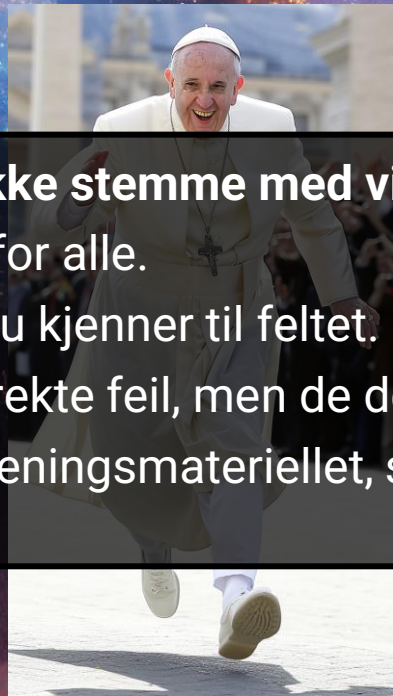 kke stemme med vi
for alle.
u kjenner til feltet.
rekte feil, men de d
eningsmateriellet, s